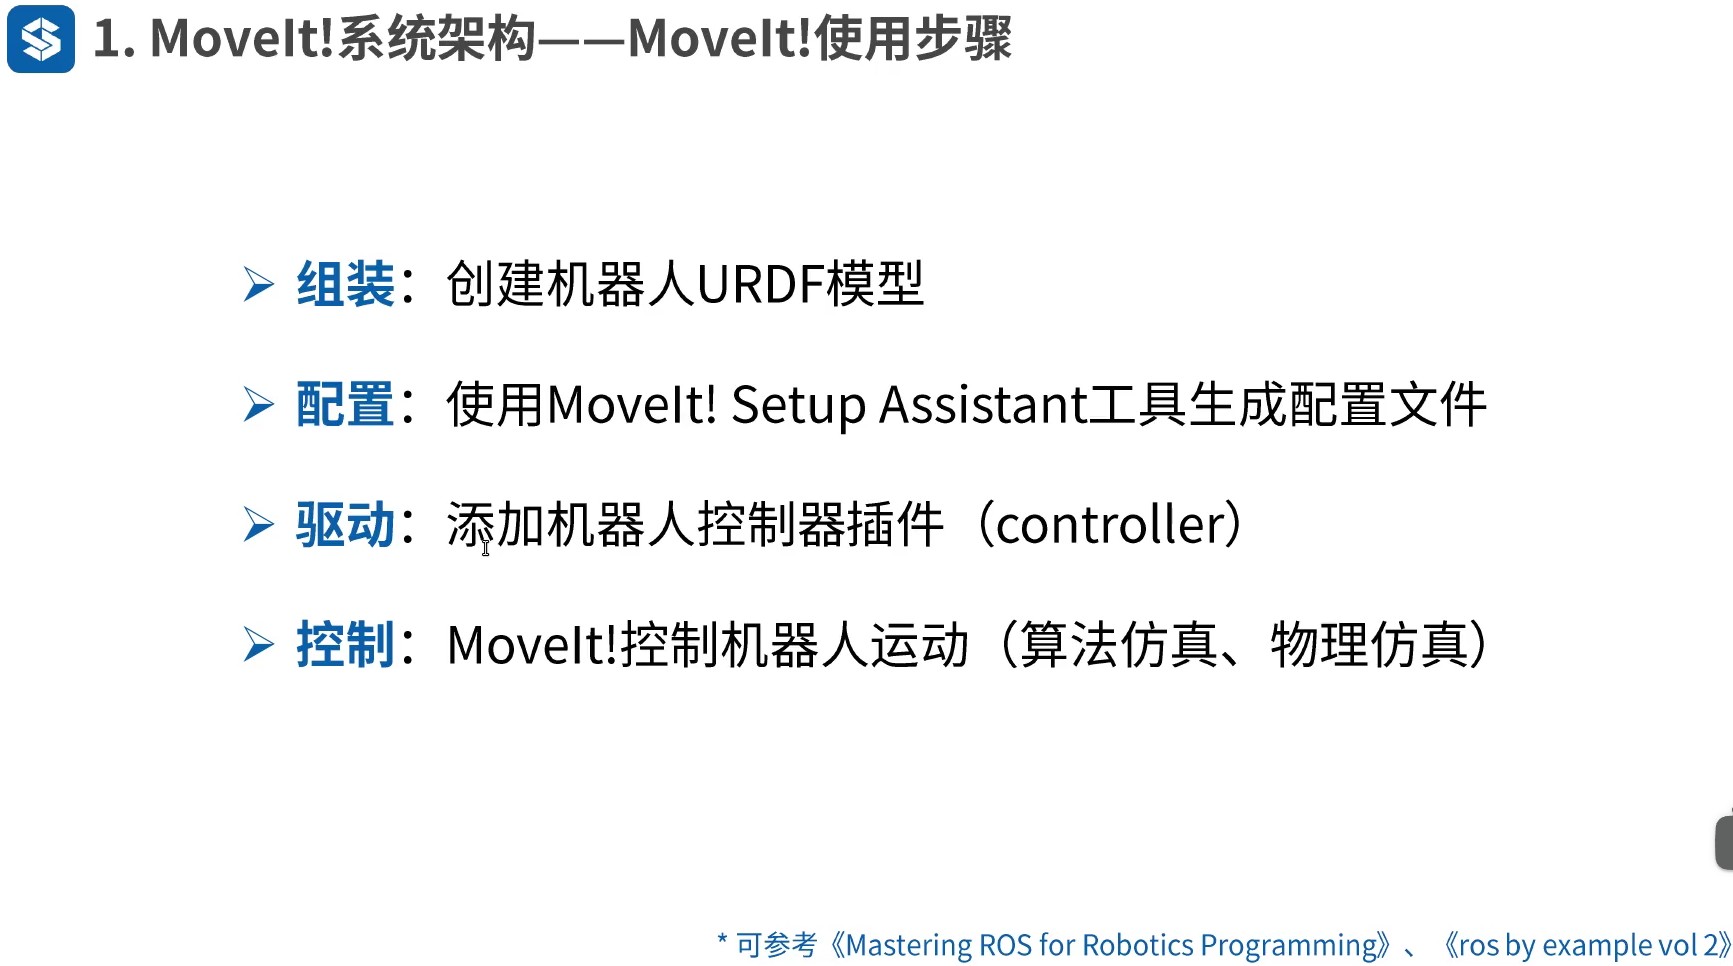 1. MoveIt!系统架构——MoveIt!使用步骤
组装：创建机器人URDF模型
配置：使用MoveIt! Setup Assistant工具生成配置文件
驱动：添加机器人控制器插件（controller）
控制：MoveIt!控制机器人运动（算法仿真、物理仿真）
* 可参考《Mastering ROS for Robotics Programming》、《ros by example vol 2》